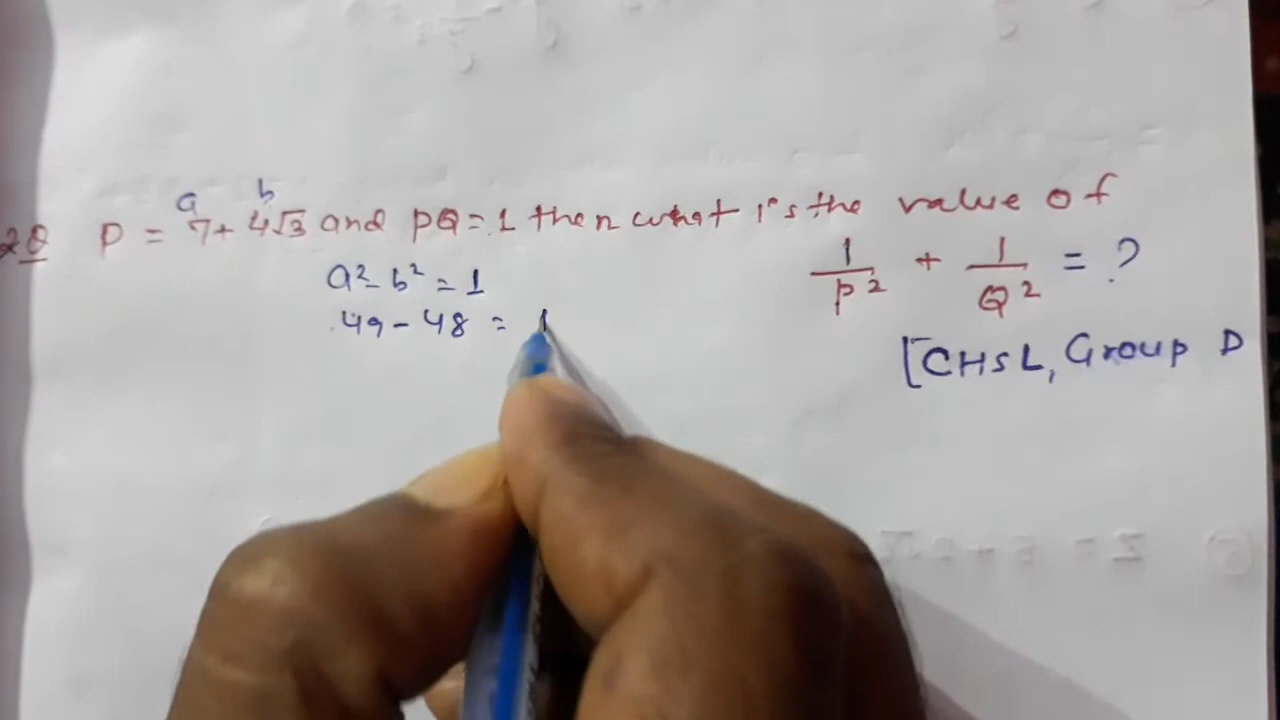 a b
2Q P = 7+ 4√3 and PQ = 1 then what is the value of
1/P² + 1/Q² = ?
a² - b² = 1
49 - 48 = 1
[CHSL, Group D